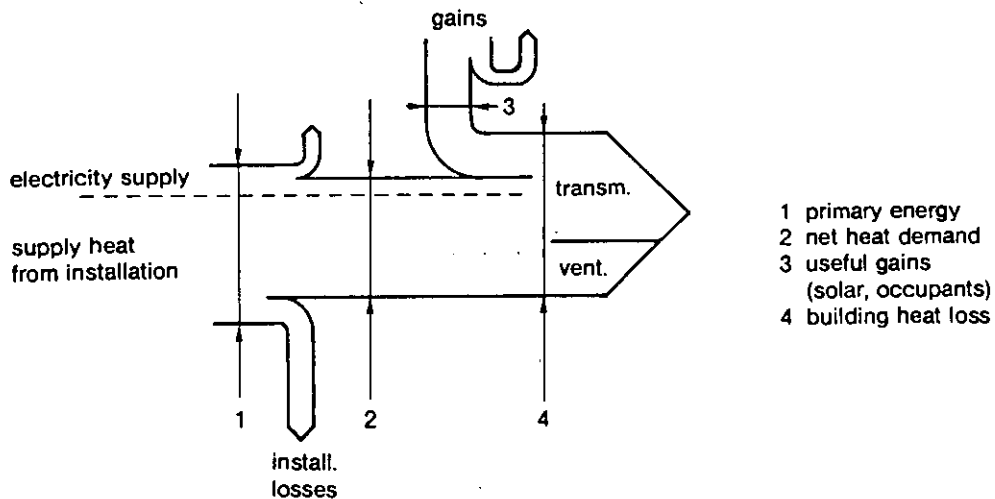 gains
3
electricity supply
transm.
supply heat
from installation
vent.
1
2
4
install.
losses
1 primary energy
2 net heat demand
3 useful gains
(solar, occupants)
4 building heat loss